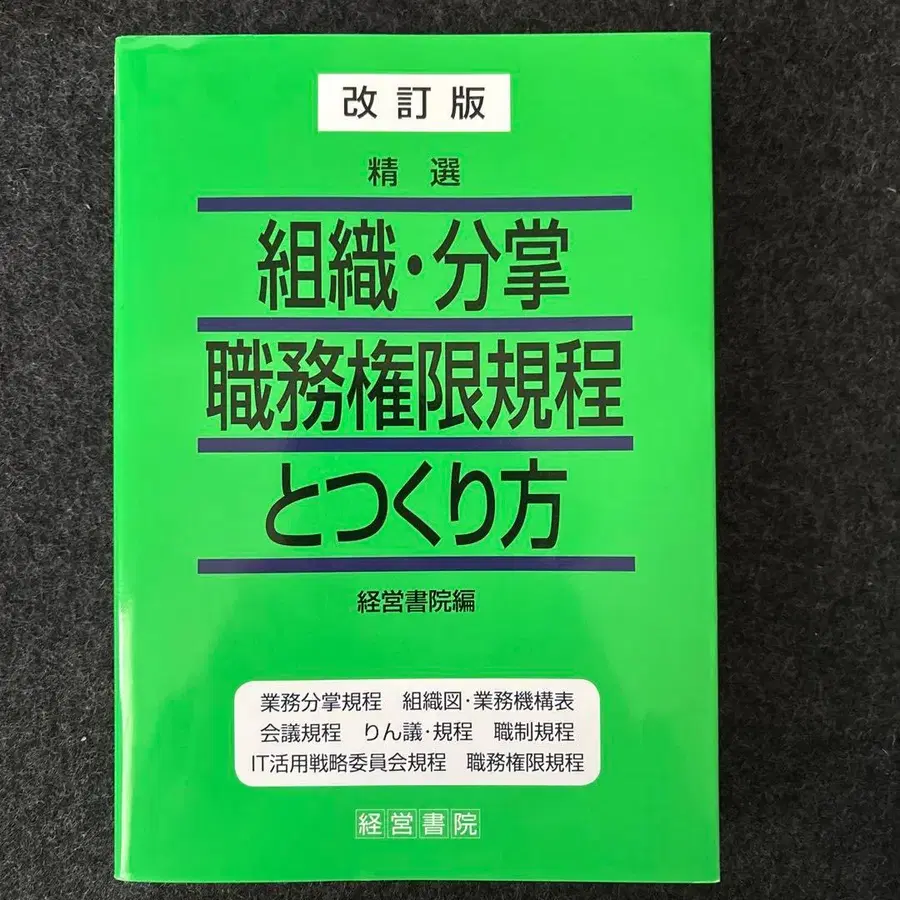 改訂版
精選
組織・分掌
職務権限規程
とつくり方
経営書院編
業務分掌規程　組織図・業務機構表
会議規程　りん議・規程　職制規程
IT活用戦略委員会規程　職務権限規程
経営書院